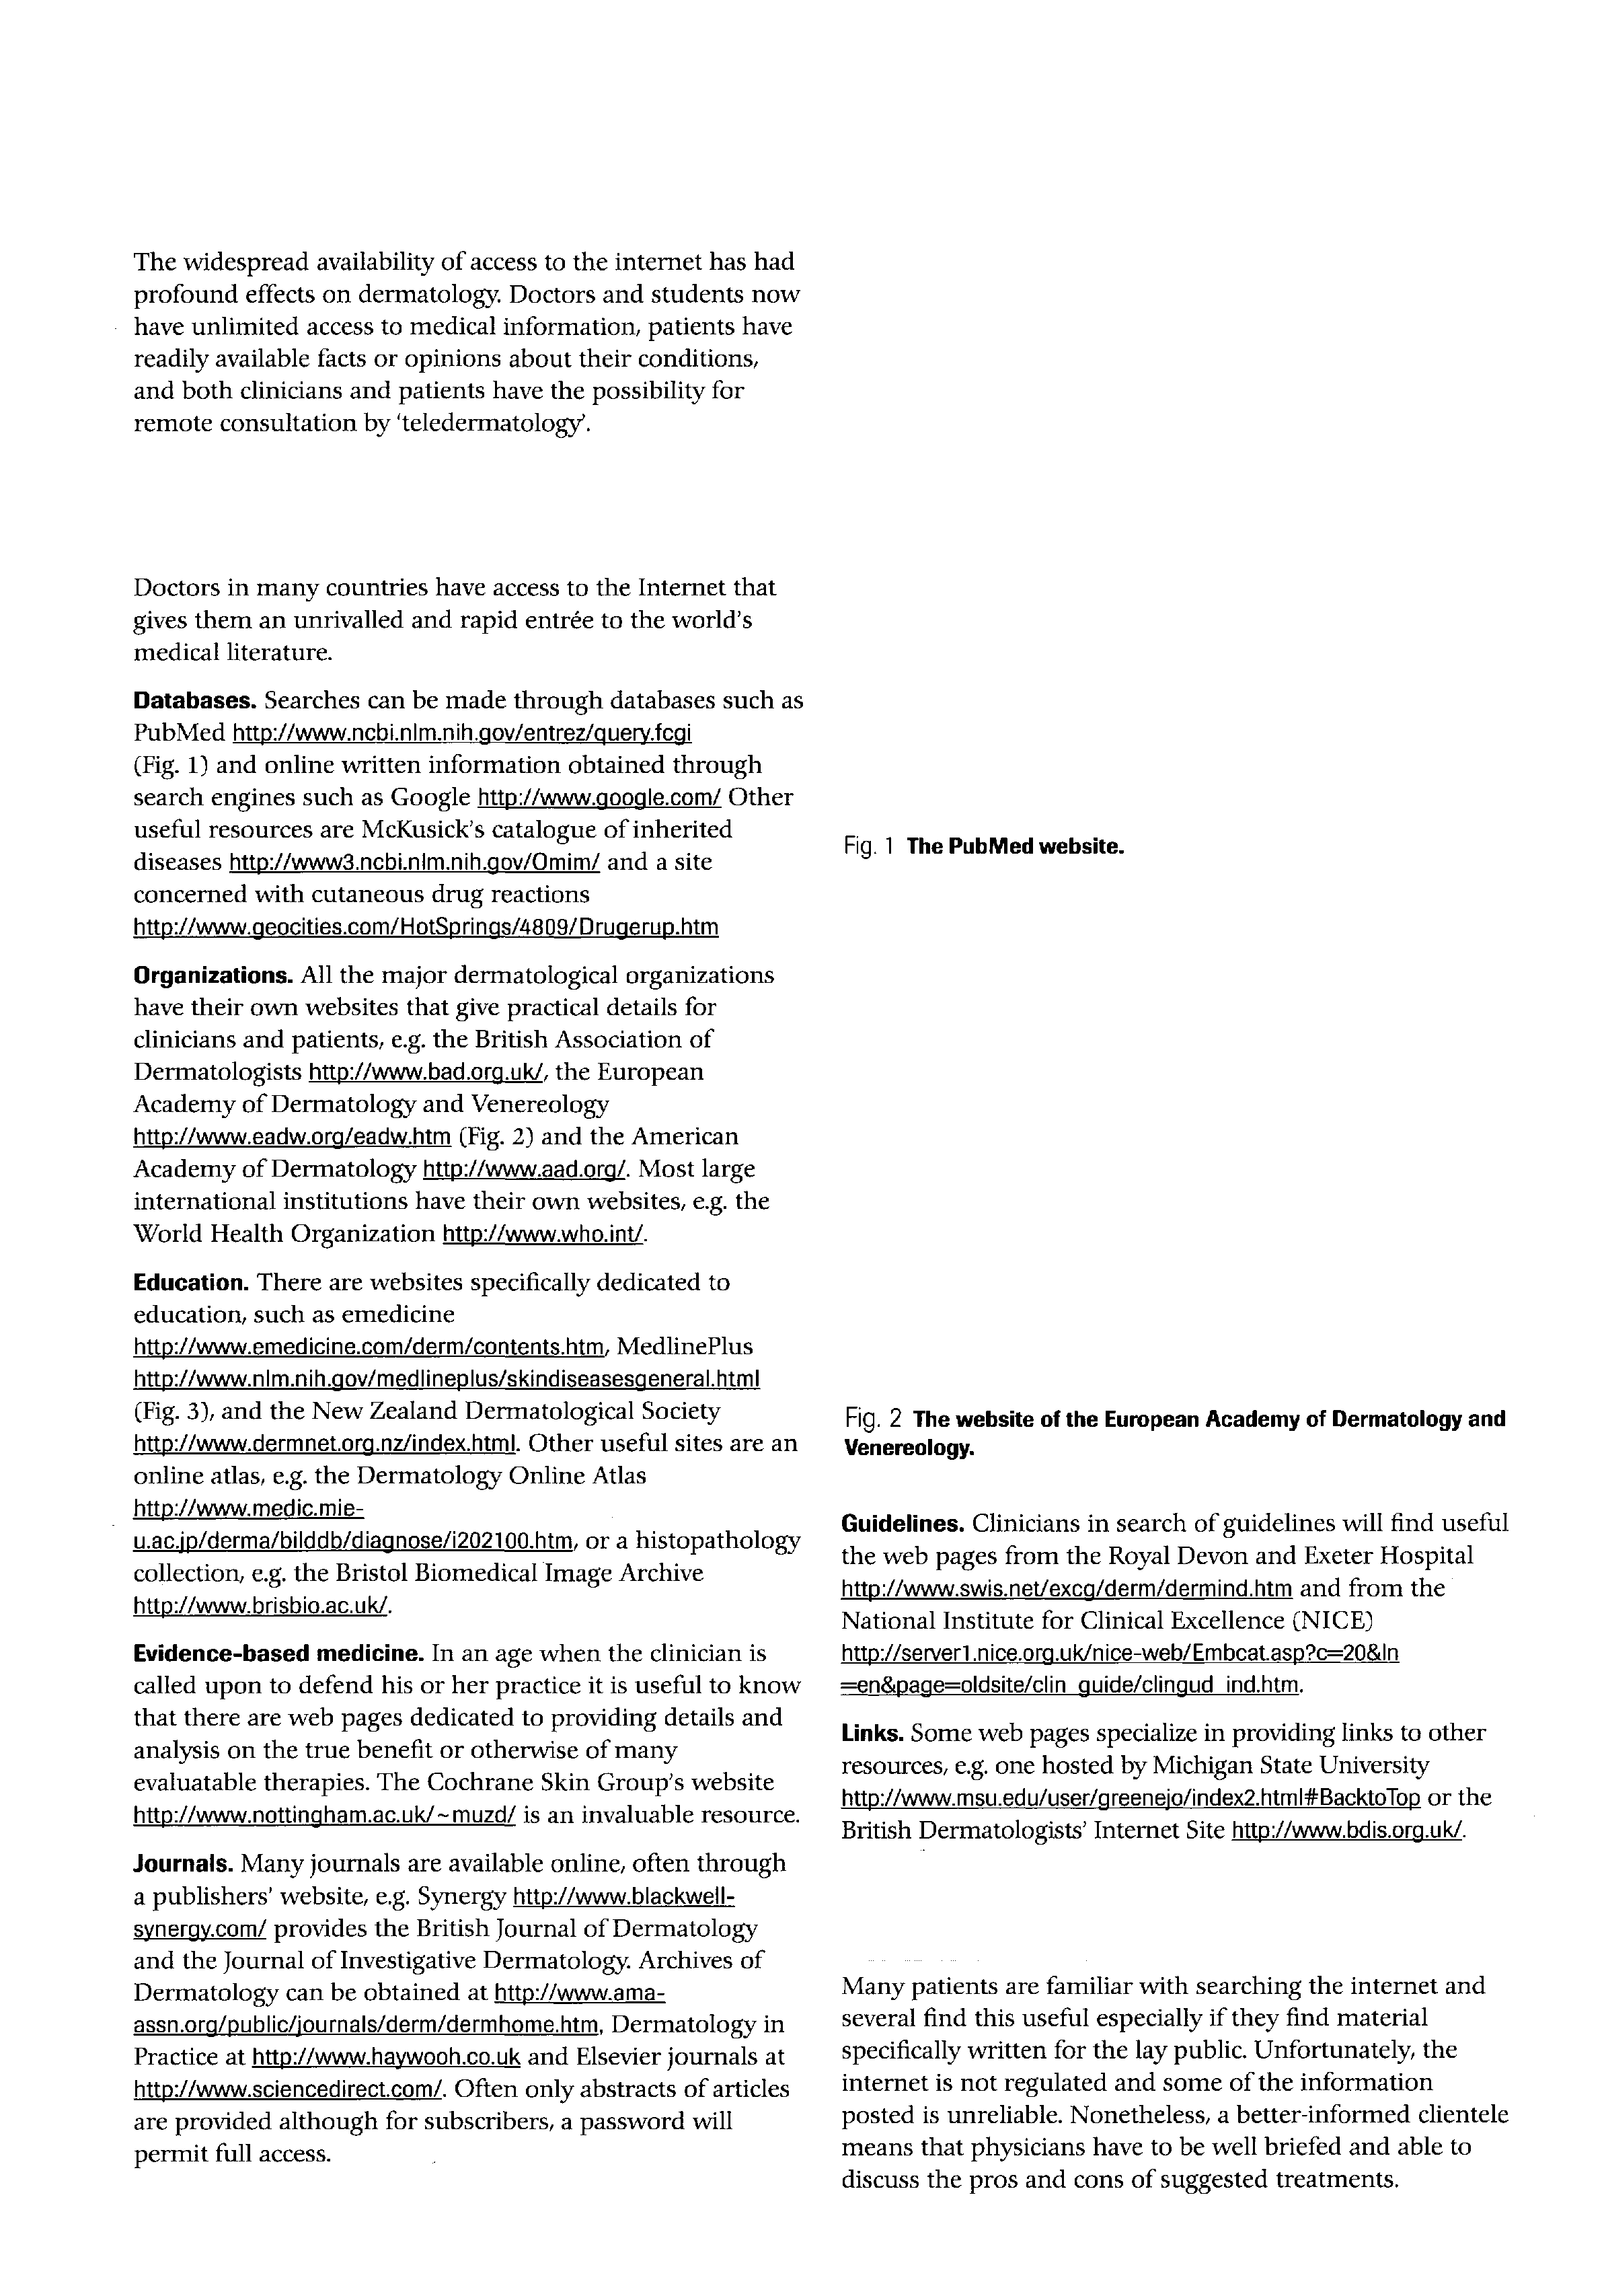 The widespread availability of access to the internet has had
profound effects on dermatology. Doctors and students now
have unlimited access to medical information, patients have
readily available facts or opinions about their conditions,
and both clinicians and patients have the possibility for
remote consultation by ‘teledermatology’.
Doctors in many countries have access to the Internet that
gives them an unrivalled and rapid entrée to the world’s
medical literature.
Databases. Searches can be made through databases such as
PubMed http://www.ncbi.nlm.nih.gov/entrez/query.fcgi
(Fig. 1) and online written information obtained through
search engines such as Google http://www.google.com/ Other
useful resources are McKusick’s catalogue of inherited
diseases http://www3.ncbi.nlm.nih.gov/Omim/ and a site
concerned with cutaneous drug reactions
http://www.geocities.com/HotSprings/4809/Drugerup.htm
Organizations. All the major dermatological organizations
have their own websites that give practical details for
clinicians and patients, e.g. the British Association of
Dermatologists http://www.bad.org.uk/, the European
Academy of Dermatology and Venereology
http://www.eadw.org/eadw.htm (Fig. 2) and the American
Academy of Dermatology http://www.aad.org/. Most large
international institutions have their own websites, e.g. the
World Health Organization http://www.who.int/.
Education. There are websites specifically dedicated to
education, such as emedicine
http://www.emedicine.com/derm/contents.htm, MedlinePlus
http://www.nlm.nih.gov/medlineplus/skindiseasesgeneral.html
(Fig. 3), and the New Zealand Dermatological Society
http://www.dermnet.org.nz/index.html. Other useful sites are an
online atlas, e.g. the Dermatology Online Atlas
http://www.medic.mie-
u.ac.jp/derma/bilddb/diagnose/i202100.htm, or a histopathology
collection, e.g. the Bristol Biomedical Image Archive
http://www.brisbio.ac.uk/.
Evidence-based medicine. In an age when the clinician is
called upon to defend his or her practice it is useful to know
that there are web pages dedicated to providing details and
analysis on the true benefit or otherwise of many
evaluatable therapies. The Cochrane Skin Group’s website
http://www.nottingham.ac.uk/~muzd/ is an invaluable resource.
Journals. Many journals are available online, often through
a publishers’ website, e.g. Synergy http://www.blackwell-
synergy.com/ provides the British Journal of Dermatology
and the Journal of Investigative Dermatology. Archives of
Dermatology can be obtained at http://www.ama-
assn.org/public/journals/derm/dermhome.htm, Dermatology in
Practice at http://www.haywooh.co.uk and Elsevier journals at
http://www.sciencedirect.com/. Often only abstracts of articles
are provided although for subscribers, a password will
permit full access.
Fig. 1 The PubMed website.
Fig. 2 The website of the European Academy of Dermatology and
Venereology.
Guidelines. Clinicians in search of guidelines will find useful
the web pages from the Royal Devon and Exeter Hospital
http://www.swis.net/excg/derm/dermind.htm and from the
National Institute for Clinical Excellence (NICE)
http://server1.nice.org.uk/nice-web/Embcat.asp?c=20&ln
=en&page=oldsite/clin_guide/clingud_ind.htm.
Links. Some web pages specialize in providing links to other
resources, e.g. one hosted by Michigan State University
http://www.msu.edu/user/greenejo/index2.html#BacktoTop or the
British Dermatologists’ Internet Site http://www.bdis.org.uk/.
Many patients are familiar with searching the internet and
several find this useful especially if they find material
specifically written for the lay public. Unfortunately, the
internet is not regulated and some of the information
posted is unreliable. Nonetheless, a better-informed clientele
means that physicians have to be well briefed and able to
discuss the pros and cons of suggested treatments.